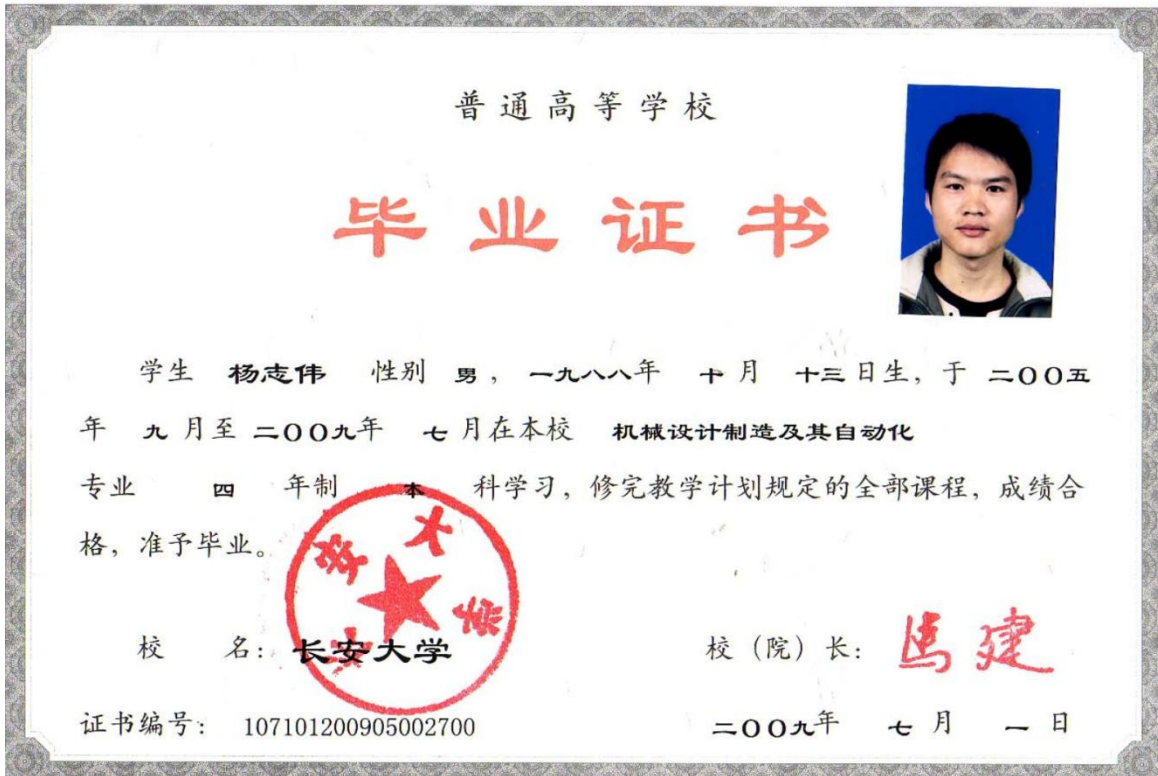 普通高等学校
毕业证书
学生 杨志伟 性别 男，一九八八年 十月 十三日生，于 二OO五
年 九月至二OO九年 七月在本校 机械设计制造及其自动化
专业 四 年制 本 科学习，修完教学计划规定的全部课程，成绩合
格，准予毕业。
长安大学
校 名：长安大学 校（院）长：马建
证书编号：107101200905002700 二OO九年 七月 一日